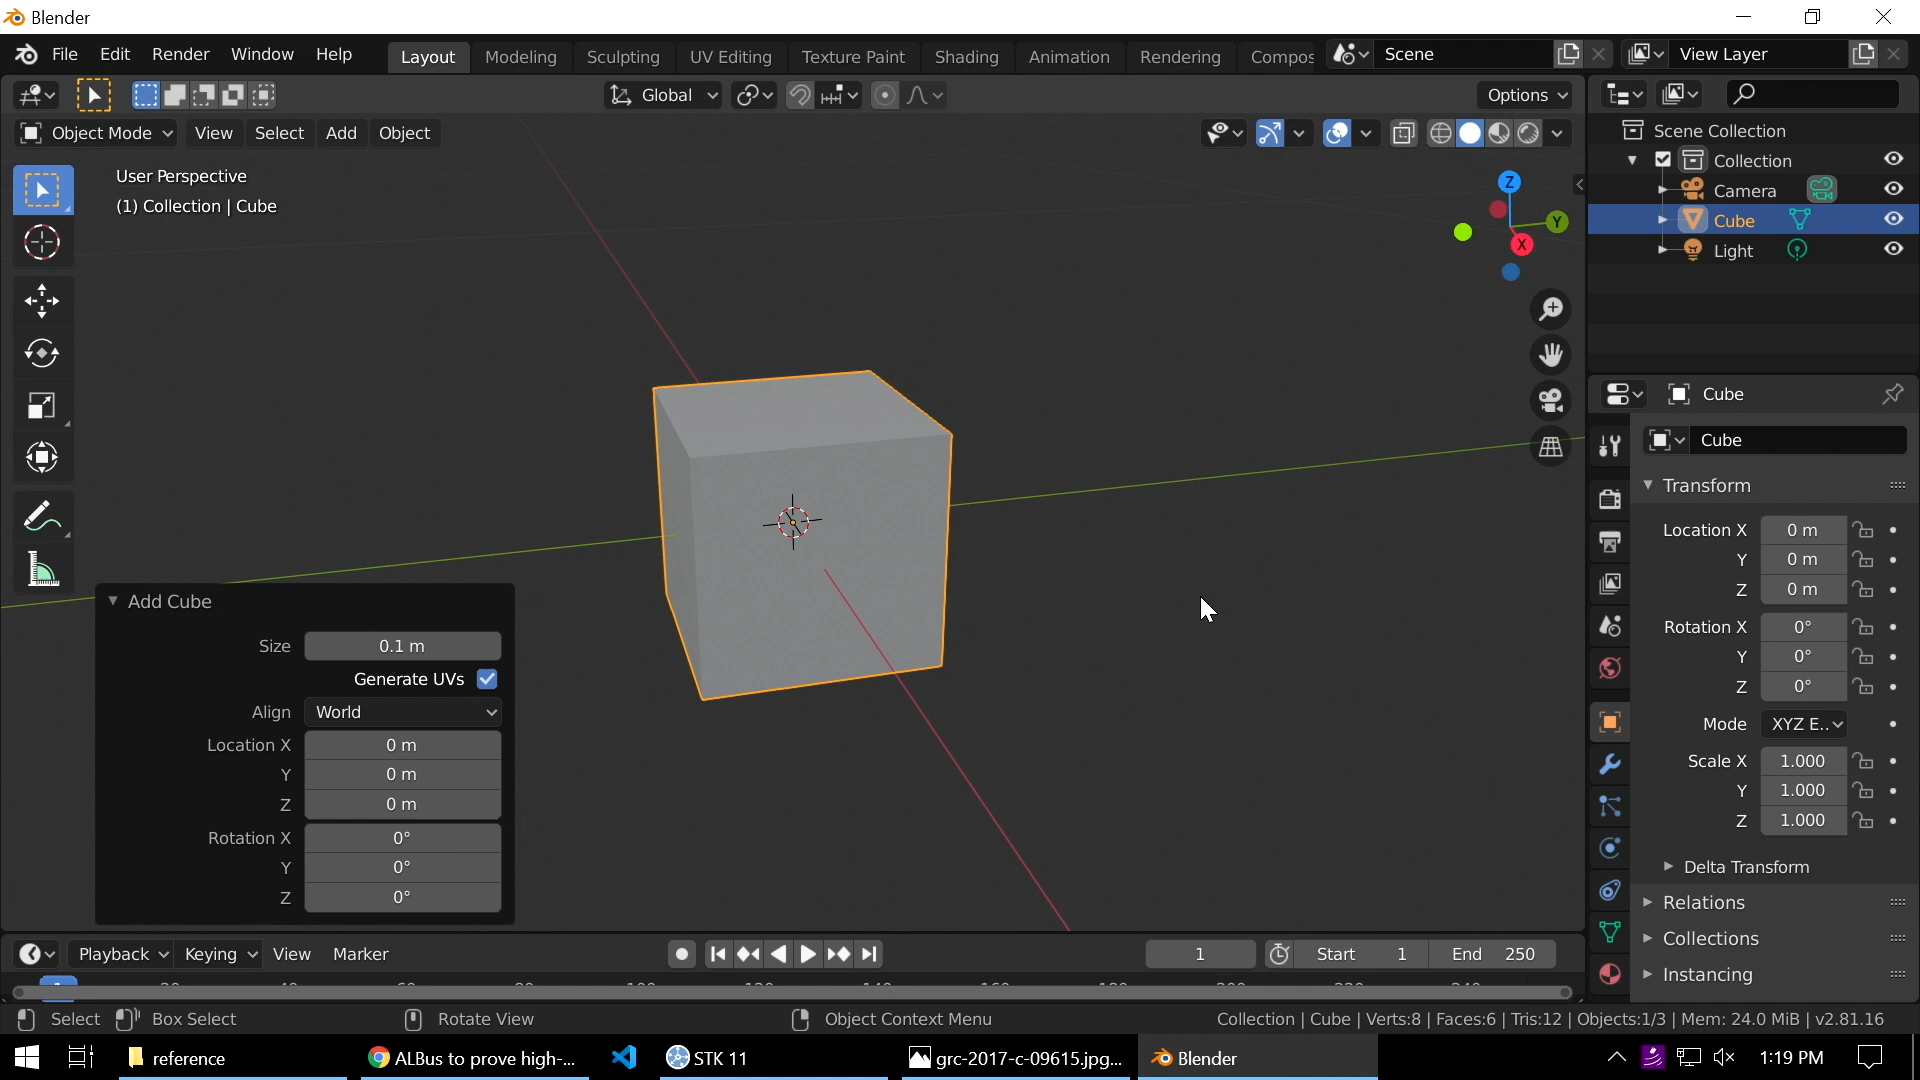 Blender
File Edit Render Window Help Layout Modeling Sculpting UV Editing Texture Paint Shading Animation Rendering Compos Scene View Layer
Global Options
Object Mode View Select Add Object
User Perspective
(1) Collection | Cube
Z
Y
X
Scene Collection
Collection
Camera
Cube
Light
Cube
Cube
Transform
Location X 0 m
Y 0 m
Z 0 m
Rotation X 0°
Y 0°
Z 0°
Mode XYZ E..
Scale X 1.000
Y 1.000
Z 1.000
Delta Transform
Relations
Collections
Instancing
Add Cube
Size 0.1 m
Generate UVs
Align World
Location X 0 m
Y 0 m
Z 0 m
Rotation X 0°
Y 0°
Z 0°
Playback Keying View Marker 1 Start 1 End 250
Select Box Select Rotate View Object Context Menu Collection | Cube | Verts:8 | Faces:6 | Tris:12 | Objects:1/3 | Mem: 24.0 MiB | v2.81.16
reference ALBus to prove high-... STK 11 grc-2017-c-09615.jpg... Blender 1:19 PM